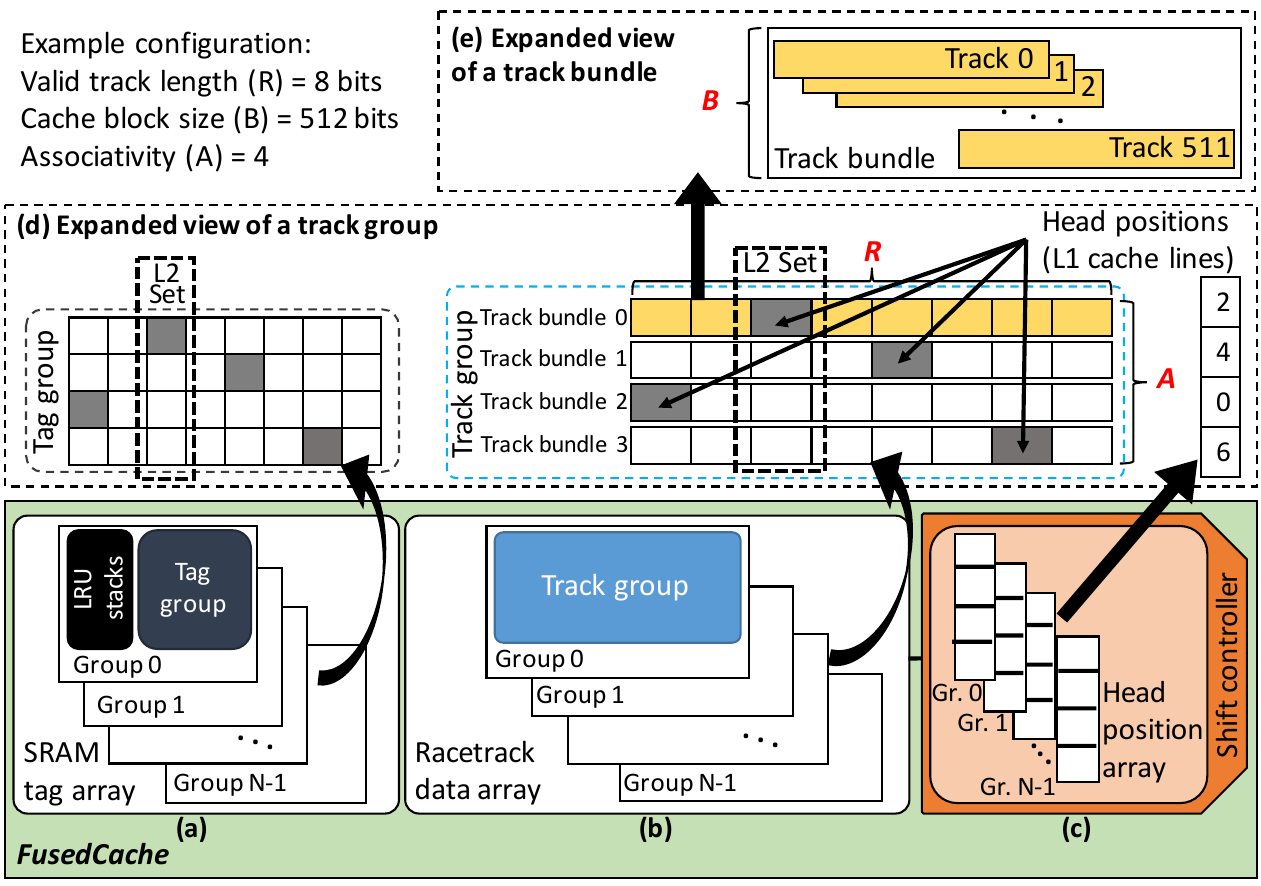 Example configuration:
Valid track length (R) = 8 bits
Cache block size (B) = 512 bits
Associativity (A) = 4
(e) Expanded view
of a track bundle
B
Track 0
1
2
. . .
Track 511
Track bundle
(d) Expanded view of a track group
Head positions
(L1 cache lines)
L2
Set
L2 Set
R
Tag group
Track group
Track bundle 0
Track bundle 1
Track bundle 2
Track bundle 3
A
2
4
0
6
LRU
stacks
Tag
group
Group 0
Group 1
. . .
Group N-1
SRAM
tag array
(a)
Track group
Group 0
Group 1
. . .
Group N-1
Racetrack
data array
(b)
Gr. 0
Gr. 1
. . .
Gr. N-1
Head
position
array
Shift controller
(c)
FusedCache